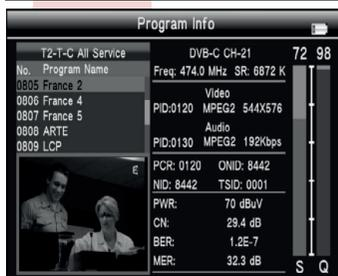 Program Info
T2-T-C All Service
No. Program Name
0805 France 2
0806 France 4
0807 France 5
0808 ARTE
0809 LCP
DVB-C CH-21
Freq: 474.0 MHz SR: 6872 K
Video
PID:0120 MPEG2 544X576
Audio
PID:0130 MPEG2 192Kbps
PCR: 0120 ONID: 8442
NID: 8442 TSID: 0001
PWR: 70 dBuV
CN: 29.4 dB
BER: 1.2E-7
MER: 32.3 dB
72 98
S Q